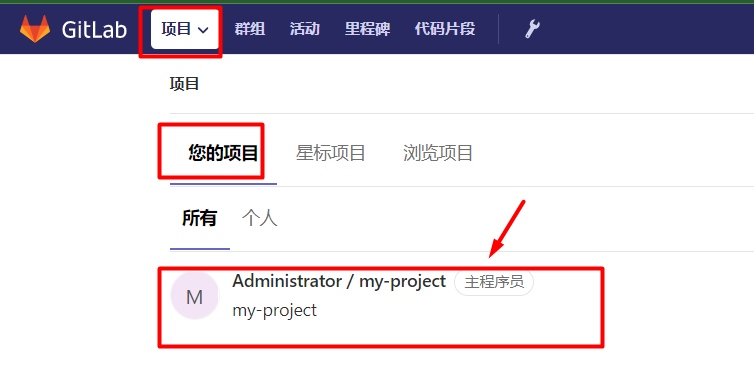 GitLab 项目 群组 活动 里程碑 代码片段
项目
您的项目 星标项目 浏览项目
所有 个人
M Administrator / my-project 主程序员
my-project